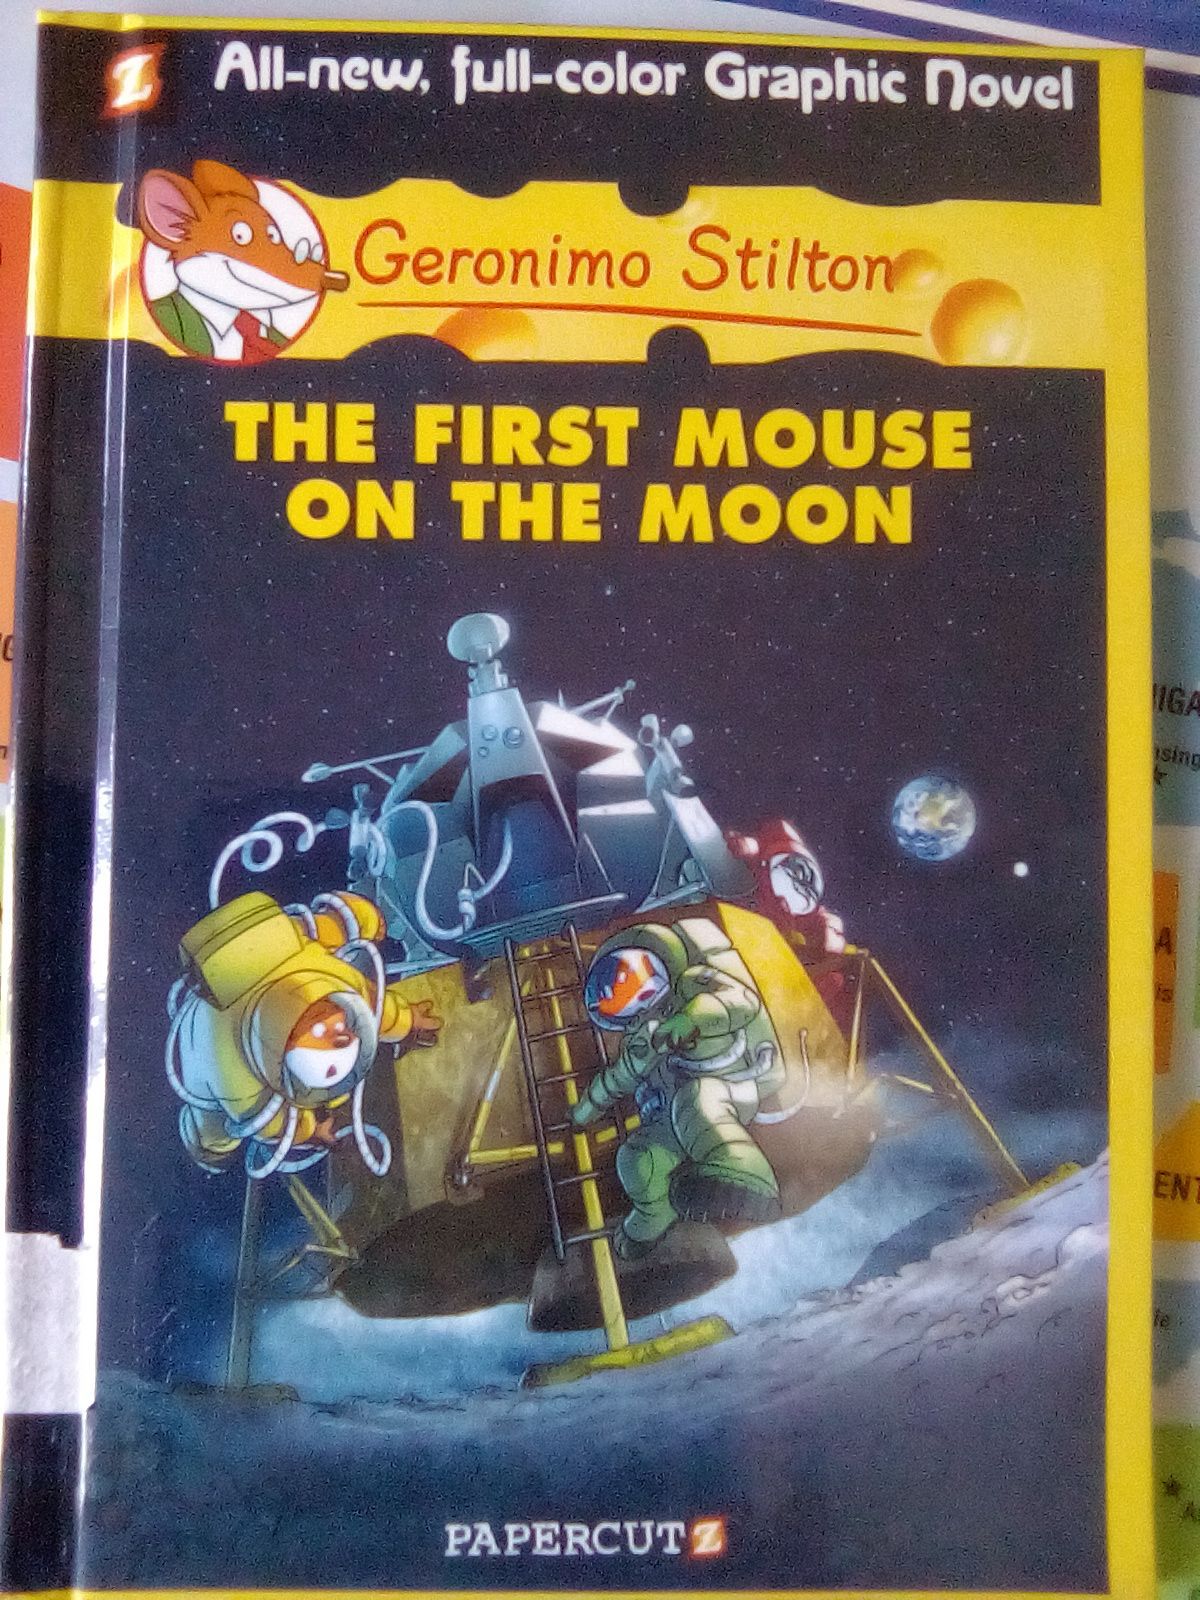 Z
All-new, full-color Graphic Novel
Geronimo Stilton
THE FIRST MOUSE
ON THE MOON
PAPERCUTZ